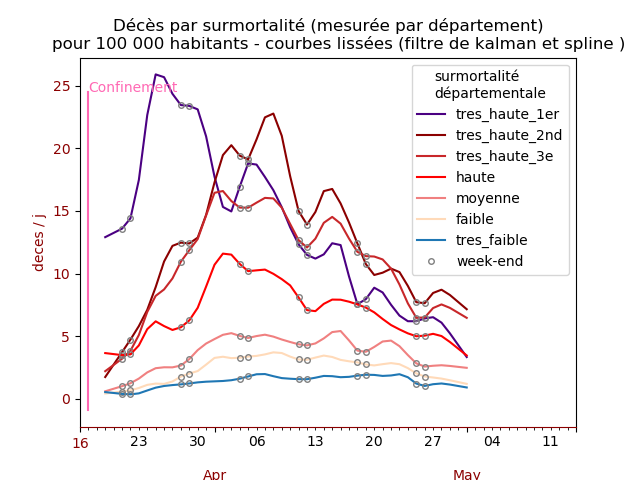 Décès par surmortalité (mesurée par département)
pour 100 000 habitants - courbes lissées (filtre de kalman et spline )
Confinement
surmortalité
départementale
tres_haute_1er
tres_haute_2nd
tres_haute_3e
haute
moyenne
faible
tres_faible
week-end
deces / j
25
20
15
10
5
0
16 23 30 06 13 20 27 04 11
Apr May